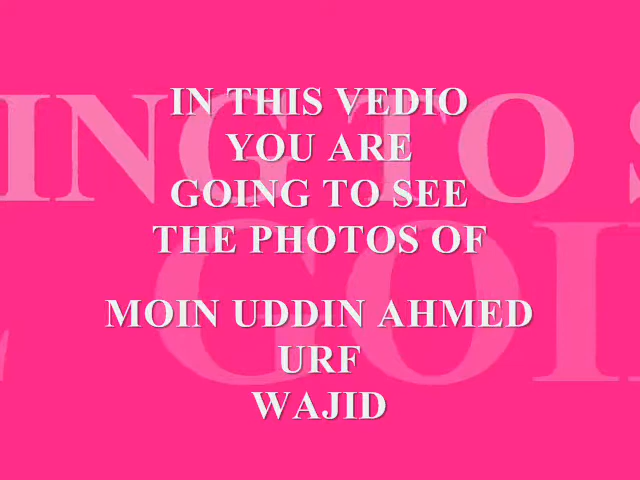 IN THIS VEDIO
YOU ARE
GOING TO SEE
THE PHOTOS OF
MOIN UDDIN AHMED
URF
WAJID